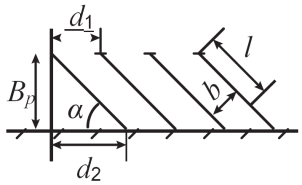 d₁
l
Bₚ
α
b
d₂